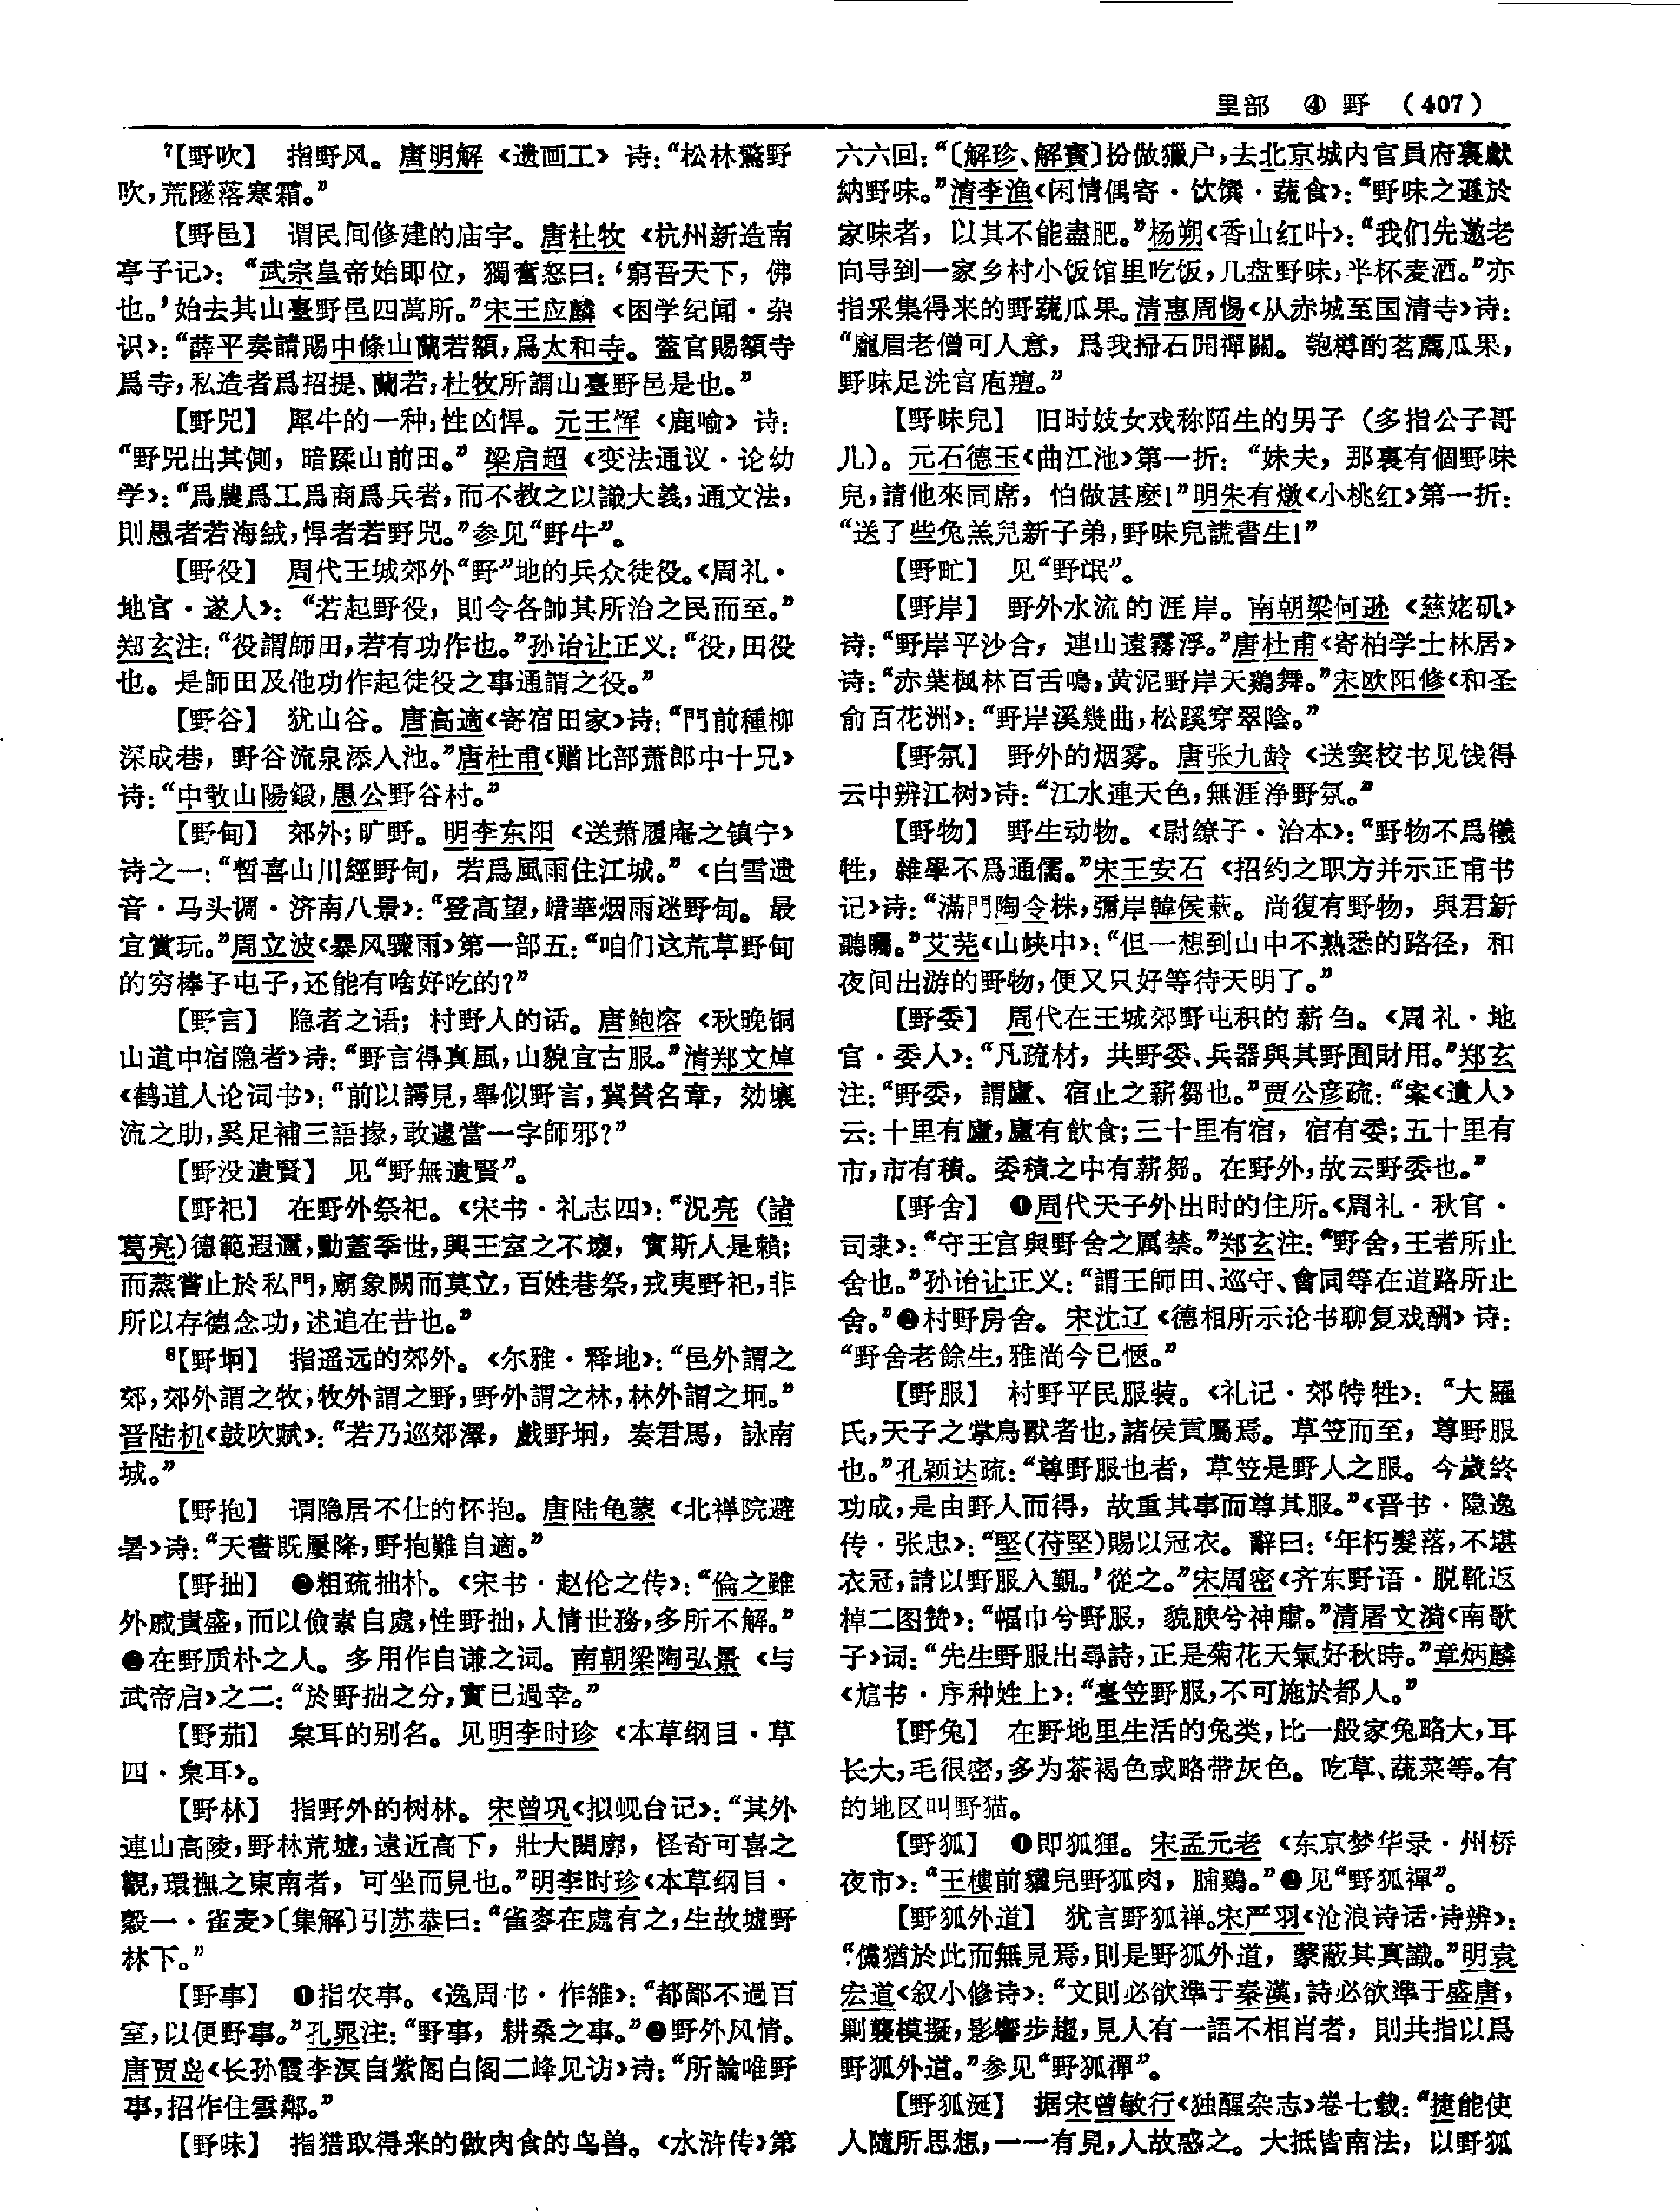 里部 ④ 野 （407）
⁷【野吹】 指野风。唐明解《遗画工》诗：“松林驚野
吹，荒隧落寒霜。”
【野邑】 谓民间修建的庙宇。唐杜牧《杭州新造南
亭子记》：“武宗皇帝始即位，獨奮怒曰：‘窮吾天下，佛
也。’始去其山臺野邑四萬所。”宋王应麟《困学纪闻·杂
识》：“薛平奏請賜中條山蘭若額，爲太和寺。蓋官賜額寺
爲寺，私造者爲招提、蘭若，杜牧所謂山臺野邑是也。”
【野兕】 犀牛的一种，性凶悍。元王恽《鹿喻》诗：
“野兕出其側，暗蹂山前田。”梁启超《变法通议·论幼
学》：“爲農爲工爲商爲兵者，而不教之以識大義，通文法，
則愚者若海絨，悍者若野兕。”参见“野牛”。
【野役】 周代王城郊外“野”地的兵众徒役。《周礼·
地官·遂人》：“若起野役，則令各帥其所治之民而至。”
郑玄注：“役謂師田，若有功作也。”孙诒让正义：“役，田役
也。是師田及他功作起徒役之事通謂之役。”
【野谷】 犹山谷。唐高適《寄宿田家》诗：“門前種柳
深成巷，野谷流泉添入池。”唐杜甫《赠比部萧郎中十兄》
诗：“中散山陽鍛，愚公野谷村。”
【野甸】 郊外；旷野。明李东阳《送萧履庵之镇宁》
诗之一：“暫喜山川經野甸，若爲風雨住江城。”《白雪遗
音·马头调·济南八景》：“登高望，鵲華烟雨迷野甸。最
宜賞玩。”周立波《暴风骤雨》第一部五：“咱们这荒草野甸
的穷棒子屯子，还能有啥好吃的？”
【野言】 隐者之语；村野人的话。唐鲍溶《秋晚铜
山道中宿隐者》诗：“野言得真風，山貌宜古服。”清郑文焯
《鹤道人论词书》：“前以謌見，舉似野言，冀贊名章，効壤
流之助，奚足補三語掾，敢遽當一字師邪？”
【野没遺賢】 见“野無遺賢”。
【野祀】 在野外祭祀。《宋书·礼志四》：“況亮（諸
葛亮）德範遐邇，勳蓋季世，興王室之不壞，實斯人是賴；
而蒸嘗止於私門，廟象闕而莫立，百姓巷祭，戎夷野祀，非
所以存德念功，述追在昔也。”
⁸【野坰】 指遥远的郊外。《尔雅·释地》：“邑外謂之
郊，郊外謂之牧，牧外謂之野，野外謂之林，林外謂之坰。”
晋陆机《鼓吹赋》：“若乃巡郊澤，戲野坰，奏君馬，詠南
城。”
【野抱】 谓隐居不仕的怀抱。唐陆龟蒙《北禅院避
暑》诗：“天書既屢降，野抱難自適。”
【野拙】 ❶粗疏拙朴。《宋书·赵伦之传》：“倫之雖
外戚貴盛，而以儉素自處，性野拙，人情世務，多所不解。”
❷在野质朴之人。多用作自谦之词。南朝梁陶弘景《与
武帝启》之二：“於野拙之分，實已過幸。”
【野茄】 枲耳的别名。见明李时珍《本草纲目·草
四·枲耳》。
【野林】 指野外的树林。宋曾巩《拟岘台记》：“其外
連山高陵，野林荒墟，遠近高下，壯大閎廓，怪奇可喜之
觀，環撫之東南者，可坐而見也。”明李时珍《本草纲目·
穀一·雀麦》〔集解〕引苏恭曰：“雀麥在處有之，生故墟野
林下。”
【野事】 ❶指农事。《逸周书·作雒》：“都鄙不過百
室，以便野事。”孔晁注：“野事，耕桑之事。”❷野外风情。
唐贾岛《长孙霞李溟自紫阁白阁二峰见访》诗：“所論唯野
事，招作住雲鄰。”
【野味】 指猎取得来的做肉食的鸟兽。《水浒传》第
六六回：“〔解珍、解寶〕扮做獵户，去北京城内官員府裏獻
納野味。”清李渔《闲情偶寄·饮馔·蔬食》：“野味之遜於
家味者，以其不能盡肥。”杨朔《香山红叶》：“我们先邀老
向导到一家乡村小饭馆里吃饭，几盘野味，半杯麦酒。”亦
指采集得来的野蔬瓜果。清惠周惕《从赤城至国清寺》诗：
“龐眉老僧可人意，爲我掃石開禪關。匏樽酌茗薦瓜果，
野味足洗官庖羶。”
【野味兒】 旧时妓女戏称陌生的男子（多指公子哥
儿）。元石德玉《曲江池》第一折：“妹夫，那裏有個野味
兒，請他來同席，怕做甚麽！”明朱有燉《小桃红》第一折：
“送了些兔羔兒新子弟，野味兒謊書生！”
【野甿】 见“野氓”。
【野岸】 野外水流的涯岸。南朝梁何逊《慈姥矶》
诗：“野岸平沙合，連山遠霧浮。”唐杜甫《寄柏学士林居》
诗：“赤葉楓林百舌鳴，黄泥野岸天鷄舞。”宋欧阳修《和圣
俞百花洲》：“野岸溪幾曲，松蹊穿翠陰。”
【野氛】 野外的烟雾。唐张九龄《送窦校书见饯得
云中辨江树》诗：“江水連天色，無涯浄野氛。”
【野物】 野生动物。《尉缭子·治本》：“野物不爲犧
牲，雜學不爲通儒。”宋王安石《招约之职方并示正甫书
记》诗：“滿門陶令株，彌岸韓侯蔌。尚復有野物，與君新
聽矚。”艾芜《山峡中》：“但一想到山中不熟悉的路径，和
夜间出游的野物，便又只好等待天明了。”
【野委】 周代在王城郊野屯积的薪刍。《周礼·地
官·委人》：“凡疏材，共野委、兵器與其野囿財用。”郑玄
注：“野委，謂廬、宿止之薪芻也。”贾公彦疏：“案《遺人》
云：十里有廬，廬有飲食；三十里有宿，宿有委；五十里有
市，市有積。委積之中有薪芻。在野外，故云野委也。”
【野舍】 ❶周代天子外出时的住所。《周礼·秋官·
司隶》：“守王宫與野舍之厲禁。”郑玄注：“野舍，王者所止
舍也。”孙诒让正义：“謂王師田、巡守、會同等在道路所止
舍。”❷村野房舍。宋沈辽《德相所示论书聊复戏酬》诗：
“野舍老餘生，雅尚今已愜。”
【野服】 村野平民服装。《礼记·郊特牲》：“大羅
氏，天子之掌鳥獸者也，諸侯貢屬焉。草笠而至，尊野服
也。”孔颖达疏：“尊野服也者，草笠是野人之服。今歲終
功成，是由野人而得，故重其事而尊其服。”《晋书·隐逸
传·张忠》：“堅（苻堅）賜以冠衣。辭曰：‘年朽髮落，不堪
衣冠，請以野服入覲。’從之。”宋周密《齐东野语·脱靴返
棹二图赞》：“幅巾兮野服，貌腴兮神肅。”清屠文漪《南歌
子》词：“先生野服出尋詩，正是菊花天氣好秋時。”章炳麟
《訄书·序种姓上》：“臺笠野服，不可施於都人。”
【野兔】 在野地里生活的兔类，比一般家兔略大，耳
长大，毛很密，多为茶褐色或略带灰色。吃草、蔬菜等。有
的地区叫野猫。
【野狐】 ❶即狐狸。宋孟元老《东京梦华录·州桥
夜市》：“王樓前獾兒野狐肉，脯鷄。”❷见“野狐禪”。
【野狐外道】 犹言野狐禅。宋严羽《沧浪诗话·诗辨》：
“儻猶於此而無見焉，則是野狐外道，蒙蔽其真識。”明袁
宏道《叙小修诗》：“文則必欲準于秦漢，詩必欲準于盛唐，
剿襲模擬，影響步趨，見人有一語不相肖者，則共指以爲
野狐外道。”参见“野狐禪”。
【野狐涎】 据宋曾敏行《独醒杂志》卷七载：“捷能使
人隨所思想，一一有見，人故惑之。大抵皆南法，以野狐